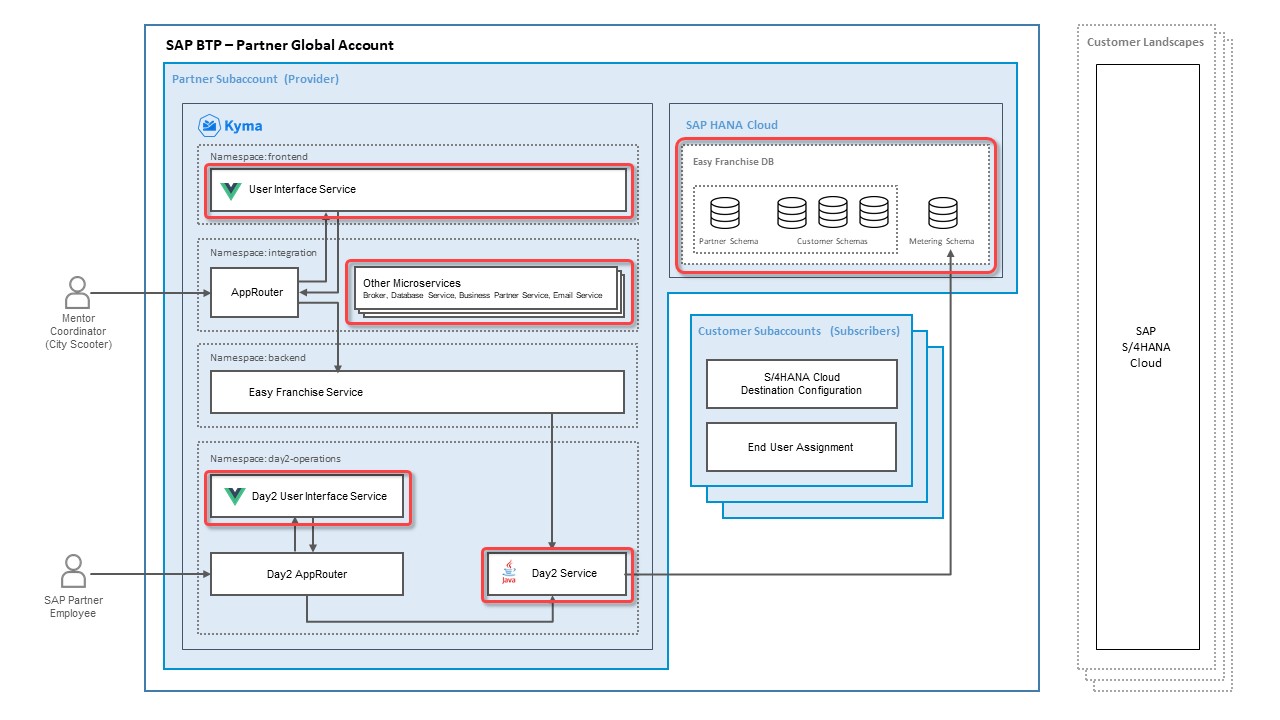 SAP BTP – Partner Global Account
Partner Subaccount (Provider)
Kyma
Namespace: frontend
User Interface Service
Namespace: integration
AppRouter
Other Microservices
Broker, Database Service, Business Partner Service, Email Service
Namespace: backend
Easy Franchise Service
Namespace: day2-operations
Day2 User Interface Service
Day2 AppRouter
Java
Day2 Service
Mentor
Coordinator
(City Scooter)
SAP Partner
Employee
SAP HANA Cloud
Easy Franchise DB
Partner Schema
Customer Schemas
Metering Schema
Customer Subaccounts (Subscribers)
S/4HANA Cloud
Destination Configuration
End User Assignment
Customer Landscapes
SAP
S/4HANA
Cloud